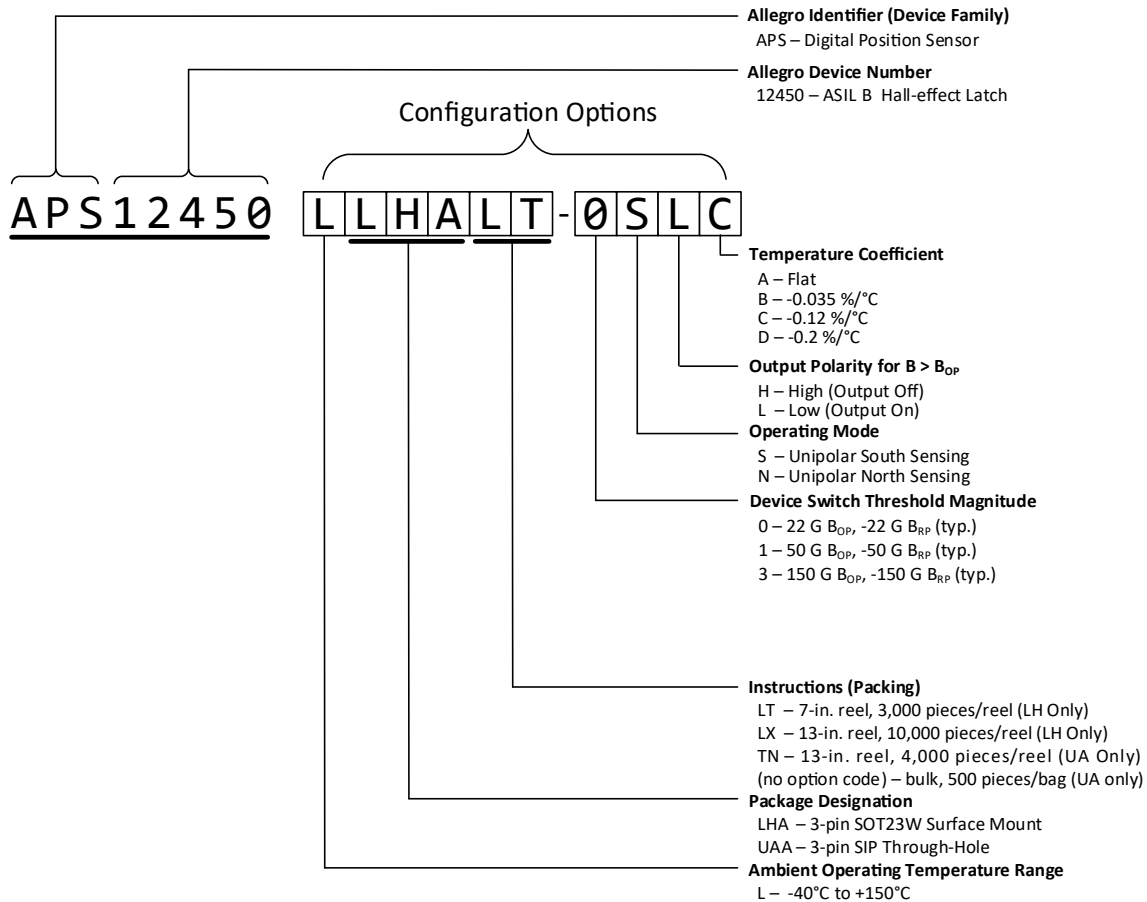 Allegro Identifier (Device Family)
APS – Digital Position Sensor
Allegro Device Number
12450 – ASIL B Hall-effect Latch
Configuration Options
APS12450 LLHALT-0SLC
Temperature Coefficient
A – Flat
B – -0.035 %/°C
C – -0.12 %/°C
D – -0.2 %/°C
Output Polarity for B > BOP
H – High (Output Off)
L – Low (Output On)
Operating Mode
S – Unipolar South Sensing
N – Unipolar North Sensing
Device Switch Threshold Magnitude
0 – 22 G BOP, -22 G BRP (typ.)
1 – 50 G BOP, -50 G BRP (typ.)
3 – 150 G BOP, -150 G BRP (typ.)
Instructions (Packing)
LT – 7-in. reel, 3,000 pieces/reel (LH Only)
LX – 13-in. reel, 10,000 pieces/reel (LH Only)
TN – 13-in. reel, 4,000 pieces/reel (UA Only)
(no option code) – bulk, 500 pieces/bag (UA only)
Package Designation
LHA – 3-pin SOT23W Surface Mount
UAA – 3-pin SIP Through-Hole
Ambient Operating Temperature Range
L – -40°C to +150°C